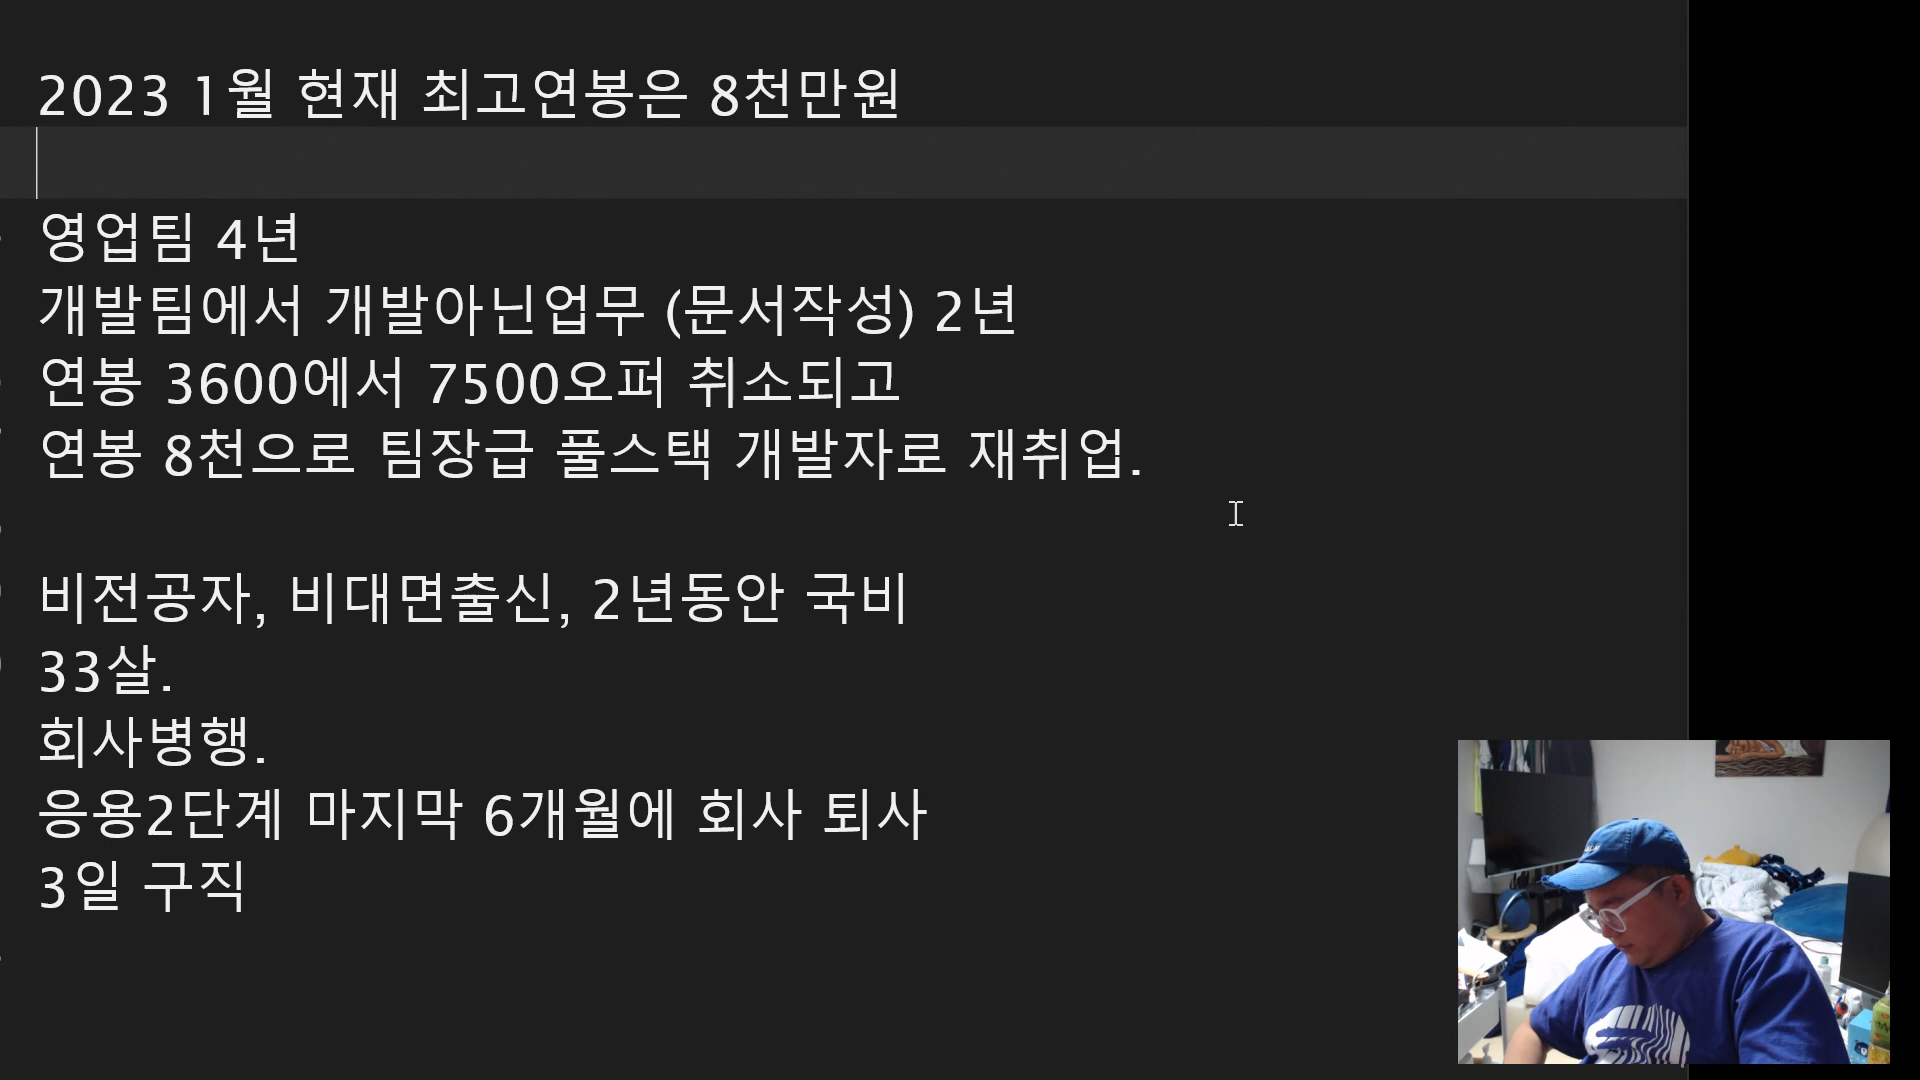 2023 1월 현재 최고연봉은 8천만원
영업팀 4년
개발팀에서 개발아닌업무 (문서작성) 2년
연봉 3600에서 7500오퍼 취소되고
연봉 8천으로 팀장급 풀스택 개발자로 재취업.
비전공자, 비대면출신, 2년동안 국비
33살.
회사병행.
응용2단계 마지막 6개월에 회사 퇴사
3일 구직